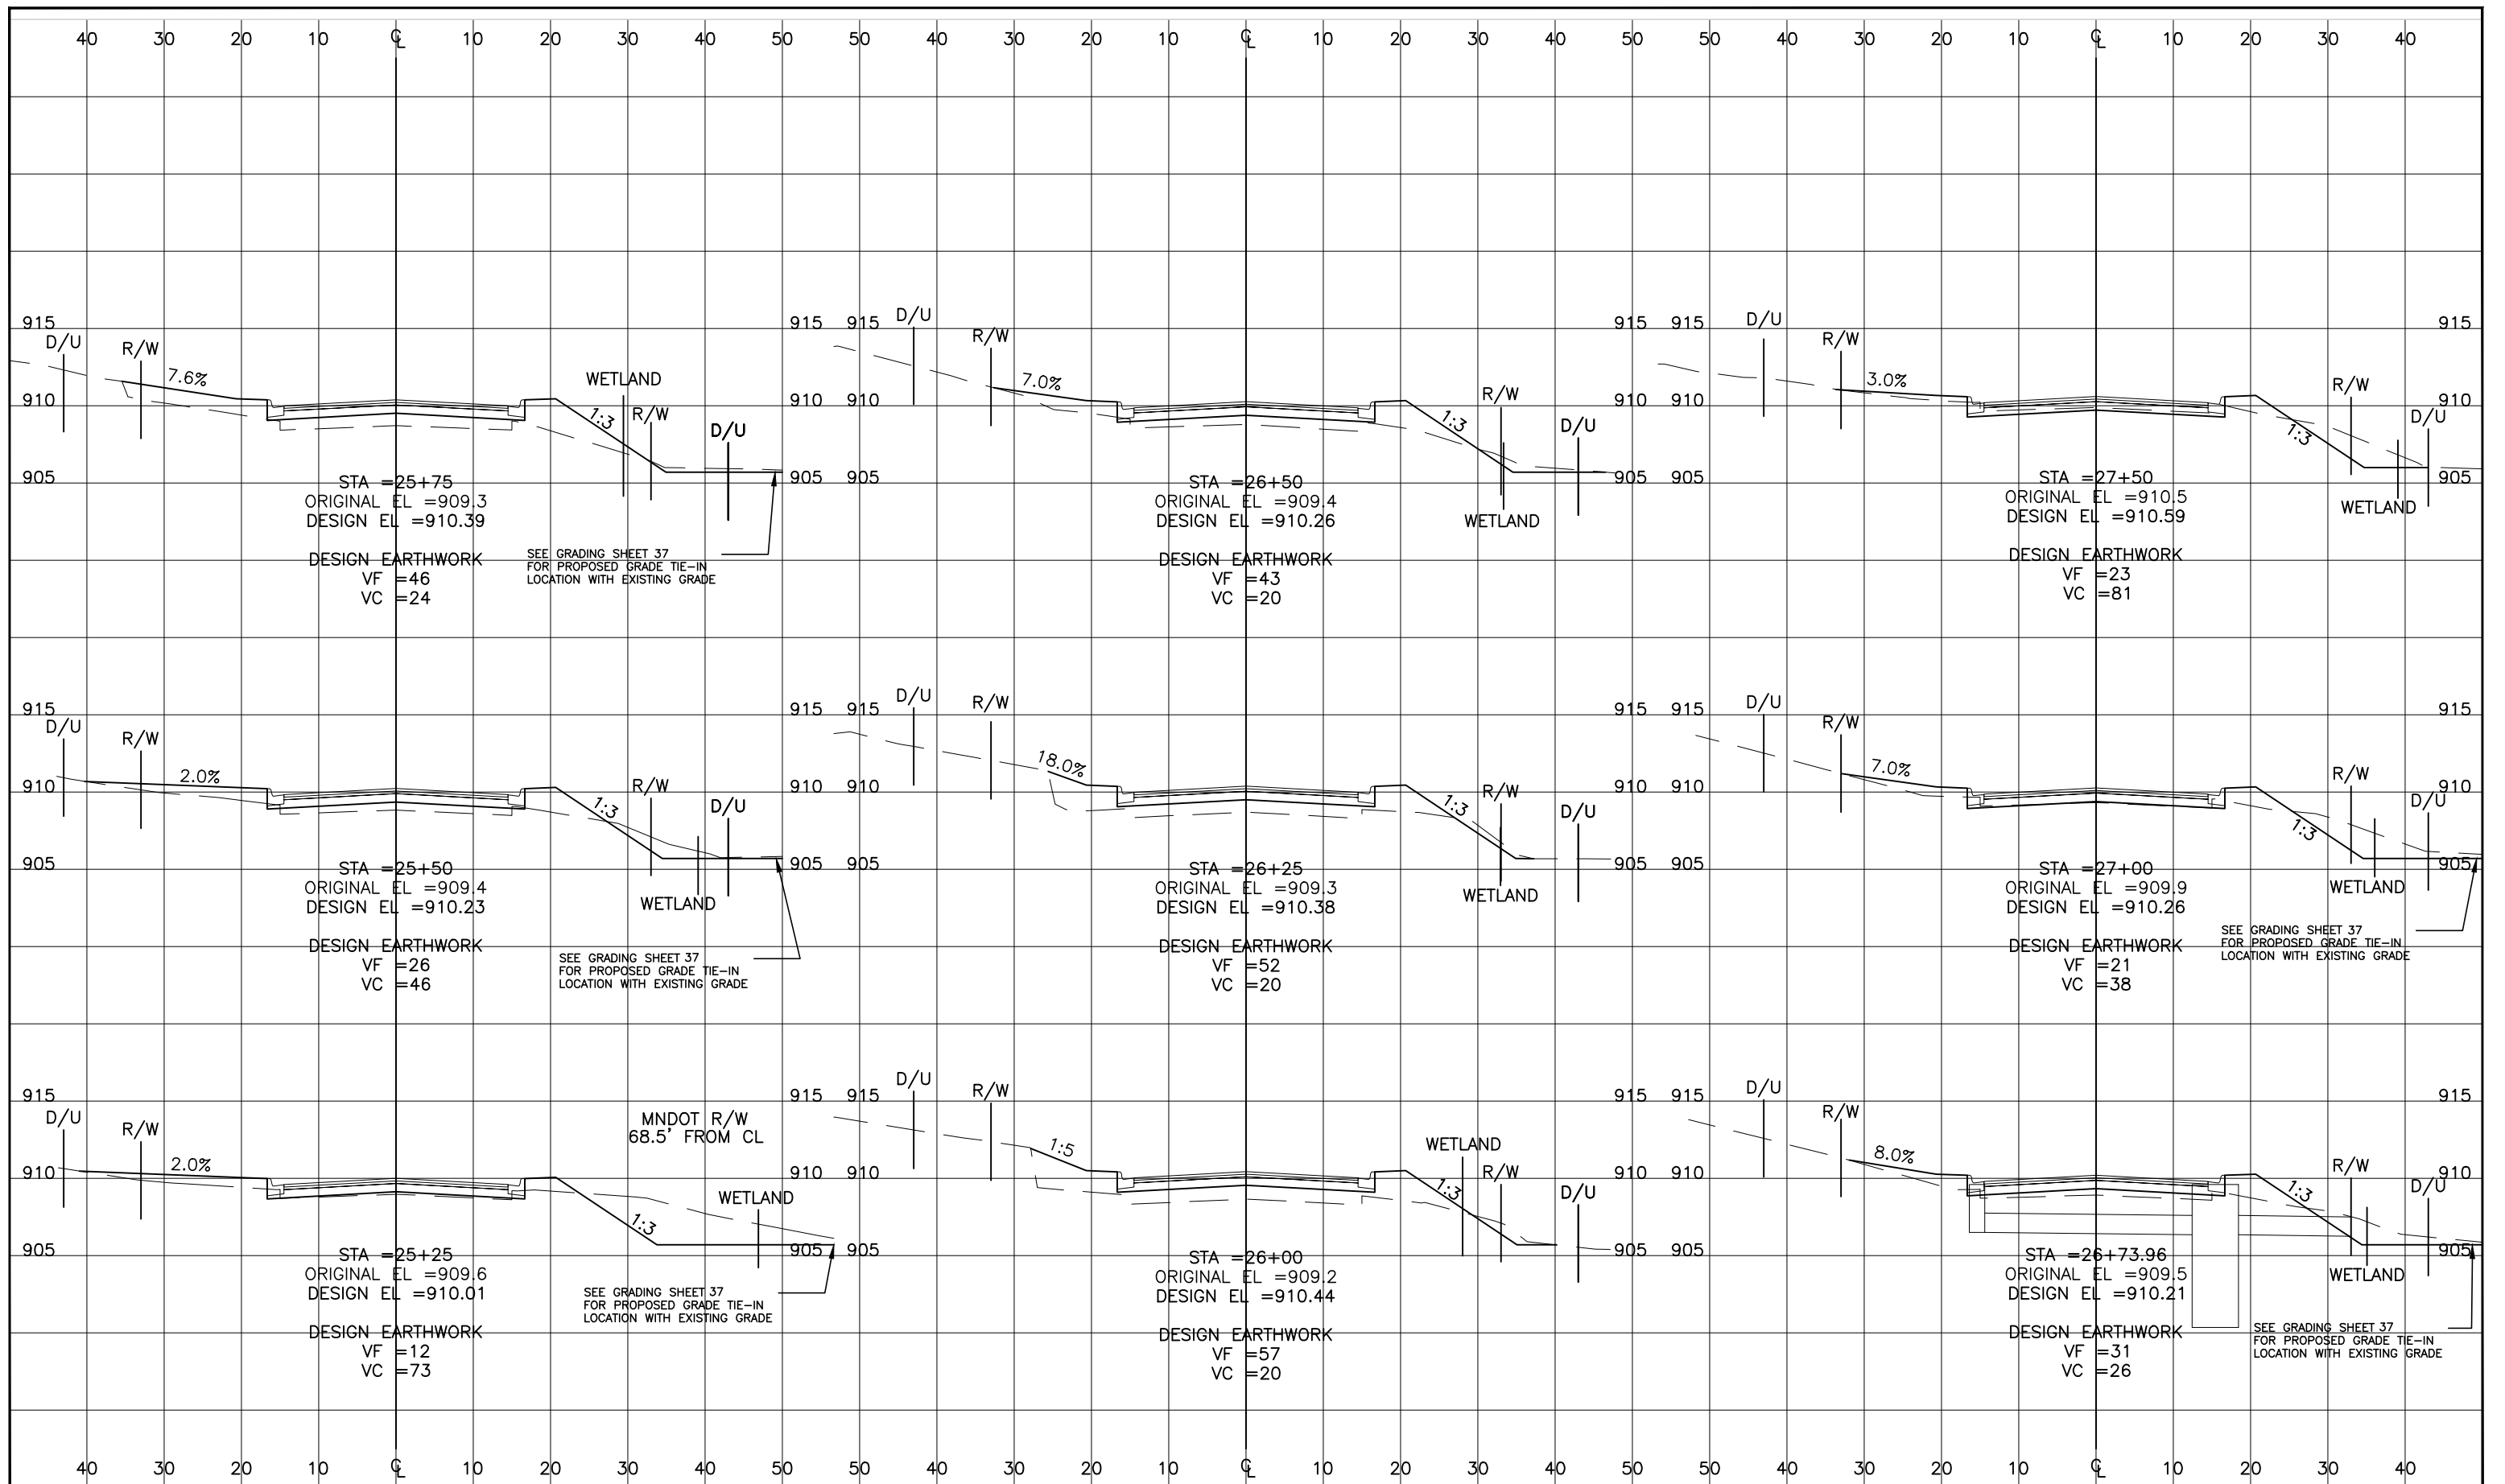 40 30 20 10 ℄ 10 20 30 40 50 50 40 30 20 10 ℄ 10 20 30 40 50 50 40 30 20 10 ℄ 10 20 30 40
915 915 915 915 915 915
D/U
R/W
7.6%
WETLAND
R/W
D/U
1:3
910 910 910 910 910 910
905 905 905 905 905 905
STA =25+75
ORIGINAL EL =909.3
DESIGN EL =910.39
DESIGN EARTHWORK
VF =46
VC =24
SEE GRADING SHEET 37
FOR PROPOSED GRADE TIE-IN
LOCATION WITH EXISTING GRADE
D/U
R/W
7.0%
1:3
R/W
D/U
WETLAND
STA =26+50
ORIGINAL EL =909.4
DESIGN EL =910.26
DESIGN EARTHWORK
VF =43
VC =20
D/U
R/W
3.0%
1:3
R/W
D/U
WETLAND
STA =27+50
ORIGINAL EL =910.5
DESIGN EL =910.59
DESIGN EARTHWORK
VF =23
VC =81
915 915 915 915 915 915
D/U
R/W
2.0%
1:3
R/W
D/U
WETLAND
910 910 910 910 910 910
905 905 905 905 905 905
STA =25+50
ORIGINAL EL =909.4
DESIGN EL =910.23
DESIGN EARTHWORK
VF =26
VC =46
SEE GRADING SHEET 37
FOR PROPOSED GRADE TIE-IN
LOCATION WITH EXISTING GRADE
D/U
R/W
18.0%
1:3
R/W
D/U
WETLAND
STA =26+25
ORIGINAL EL =909.3
DESIGN EL =910.38
DESIGN EARTHWORK
VF =52
VC =20
D/U
R/W
7.0%
1:3
R/W
D/U
WETLAND
STA =27+00
ORIGINAL EL =909.9
DESIGN EL =910.26
DESIGN EARTHWORK
VF =21
VC =38
SEE GRADING SHEET 37
FOR PROPOSED GRADE TIE-IN
LOCATION WITH EXISTING GRADE
915 915 915 915 915 915
D/U
R/W
2.0%
1:3
MNDOT R/W
68.5' FROM CL
WETLAND
910 910 910 910 910 910
905 905 905 905 905 905
STA =25+25
ORIGINAL EL =909.6
DESIGN EL =910.01
DESIGN EARTHWORK
VF =12
VC =73
SEE GRADING SHEET 37
FOR PROPOSED GRADE TIE-IN
LOCATION WITH EXISTING GRADE
D/U
R/W
1:5
1:3
WETLAND
R/W
D/U
STA =26+00
ORIGINAL EL =909.2
DESIGN EL =910.44
DESIGN EARTHWORK
VF =57
VC =20
D/U
R/W
8.0%
1:3
R/W
D/U
WETLAND
STA =26+73.96
ORIGINAL EL =909.5
DESIGN EL =910.21
DESIGN EARTHWORK
VF =31
VC =26
SEE GRADING SHEET 37
FOR PROPOSED GRADE TIE-IN
LOCATION WITH EXISTING GRADE
40 30 20 10 ℄ 10 20 30 40 50 50 40 30 20 10 ℄ 10 20 30 40 50 50 40 30 20 10 ℄ 10 20 30 40